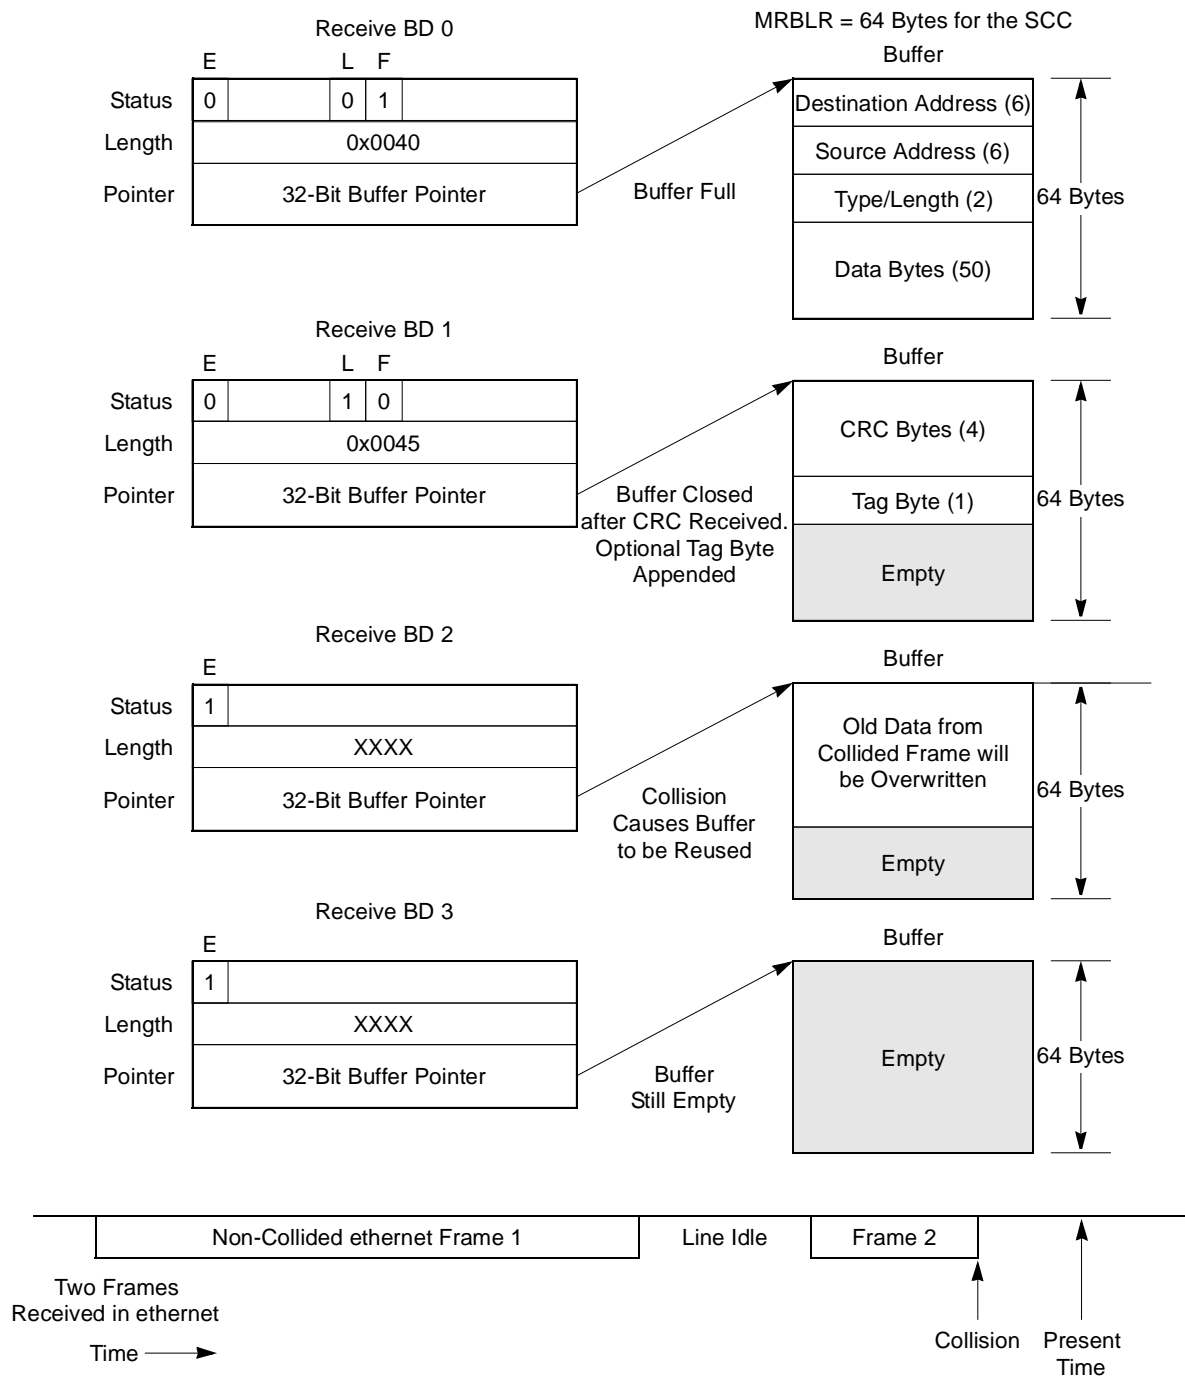 MRBLR = 64 Bytes for the SCC
Receive BD 0
Buffer
E L F
Status 0 0 1
Length 0x0040
Pointer 32-Bit Buffer Pointer
Buffer Full
Destination Address (6)
Source Address (6)
Type/Length (2)
Data Bytes (50)
64 Bytes
Receive BD 1
Buffer
E L F
Status 0 1 0
Length 0x0045
Pointer 32-Bit Buffer Pointer
Buffer Closed
after CRC Received.
Optional Tag Byte
Appended
CRC Bytes (4)
Tag Byte (1)
Empty
64 Bytes
Receive BD 2
Buffer
E
Status 1
Length XXXX
Pointer 32-Bit Buffer Pointer
Collision
Causes Buffer
to be Reused
Old Data from
Collided Frame will
be Overwritten
Empty
64 Bytes
Receive BD 3
Buffer
E
Status 1
Length XXXX
Pointer 32-Bit Buffer Pointer
Buffer
Still Empty
Empty
64 Bytes
Non-Collided ethernet Frame 1
Line Idle
Frame 2
Two Frames
Received in ethernet
Time
Collision
Present
Time